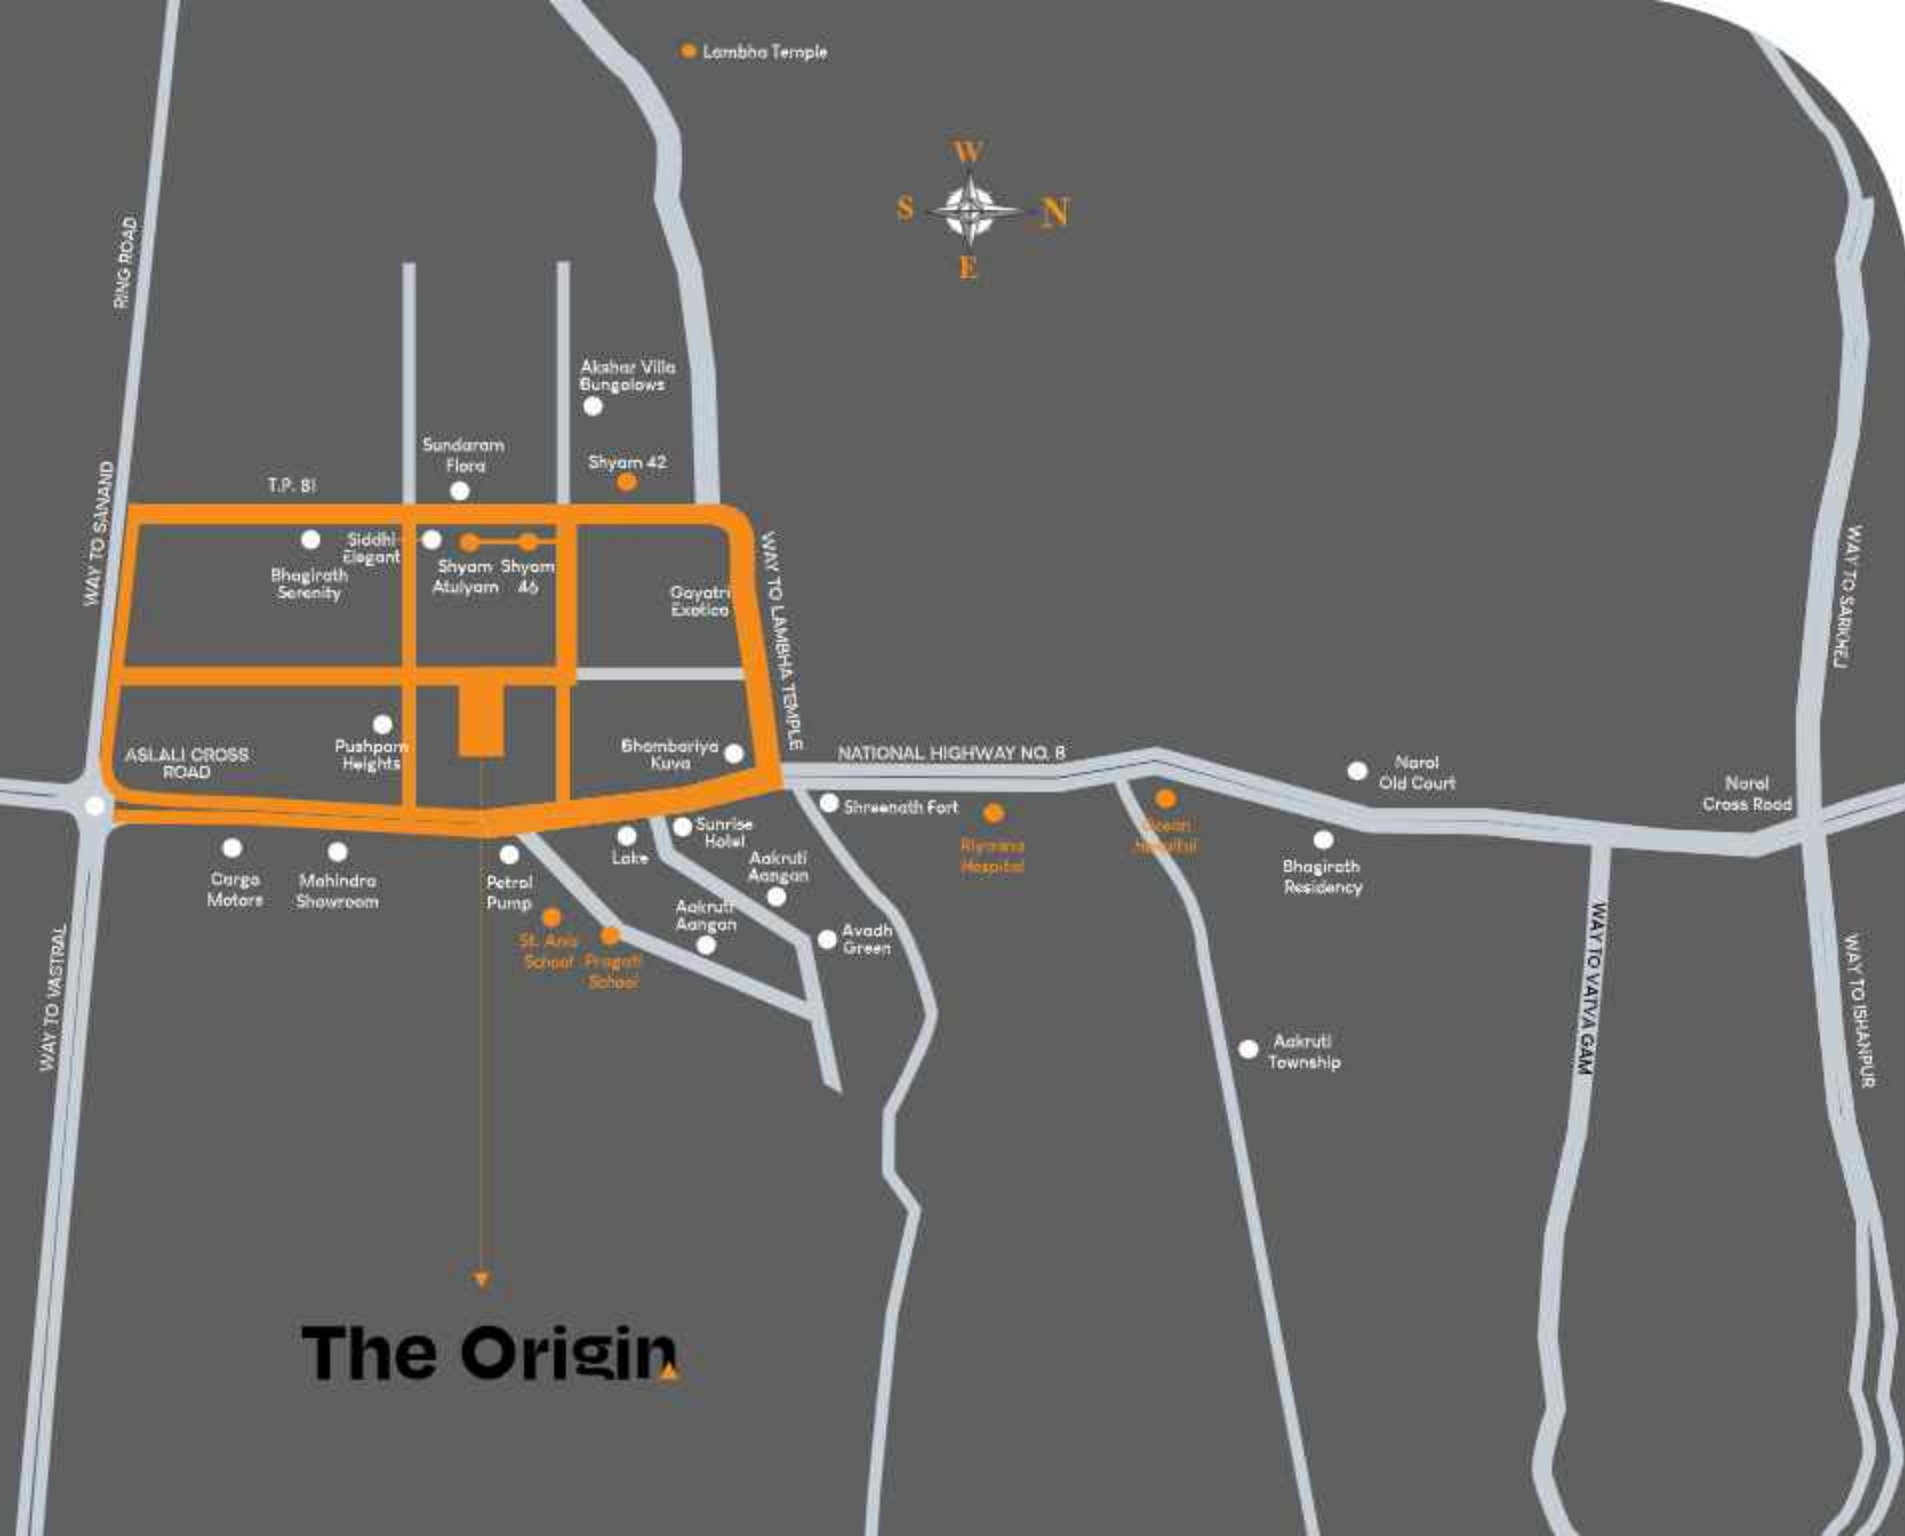 Lambha Temple
W
S
N
E
RING ROAD
Akshar Villa
Bungalows
Sundaram
Flora
Shyam 42
T.P. 81
WAY TO SANAND
Siddhi
Elegant
Bhagirath
Serenity
Shyam
Atulyam
Shyam
46
Gayatri
Exotica
WAY TO LAMBHA TEMPLE
WAY TO SARKHEJ
Pushpam
Heights
Bhambariya
Kuva
ASLALI CROSS
ROAD
NATIONAL HIGHWAY NO. 8
Narol
Old Court
Narol
Cross Road
Shreenath Fort
Sunrise
Hotel
Lake
Hospital
Ocean
Hospital
Bhagirath
Residency
Cargo
Motors
Mahindra
Showroom
Petrol
Pump
Aakruti
Aangan
Aakruti
Aangan
Avadh
Green
St. Anis
School
Pragati
School
WAY TO VASTRAL
WAY TO VATVA GAM
WAY TO ISHANPUR
Aakruti
Township
The Origin